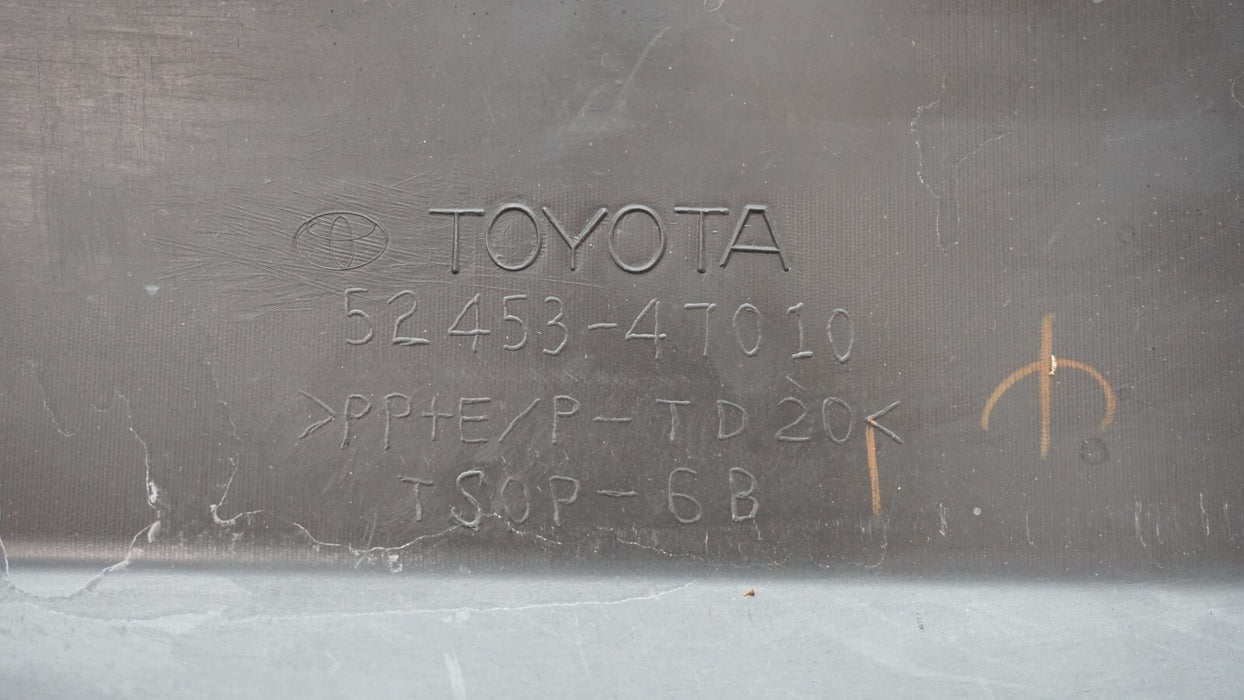 TOYOTA
52453-47010
>PP+E/P-TD20<
TSOP-6B